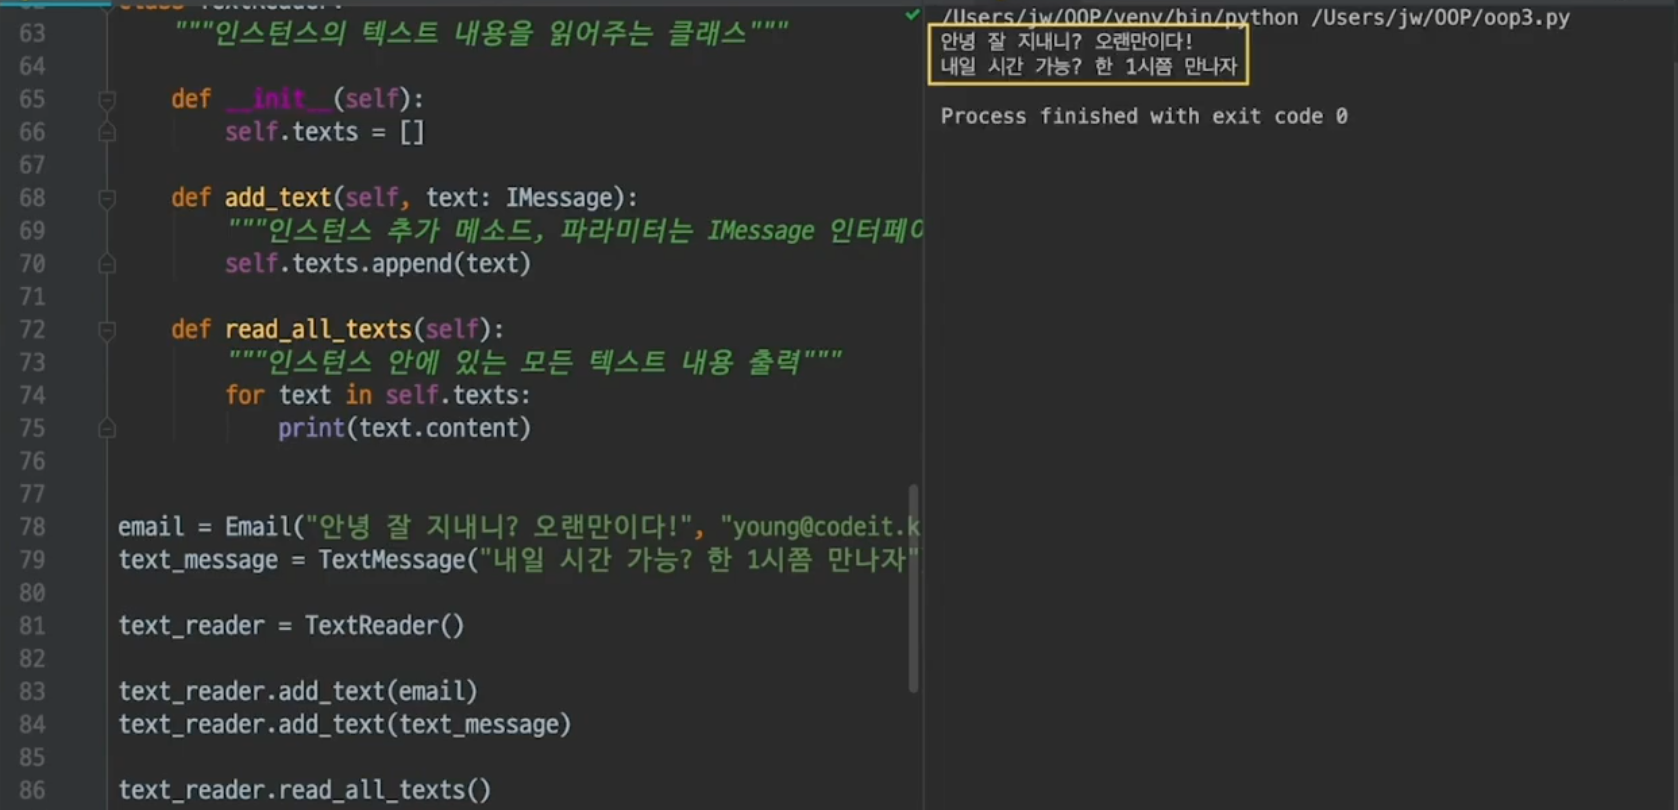 class TextReader:
63 """인스턴스의 텍스트 내용을 읽어주는 클래스"""
64
65 def __init__(self):
66 self.texts = []
67
68 def add_text(self, text: IMessage):
69 """인스턴스 추가 메소드, 파라미터는 IMessage 인터페이
70 self.texts.append(text)
71
72 def read_all_texts(self):
73 """인스턴스 안에 있는 모든 텍스트 내용 출력"""
74 for text in self.texts:
75 print(text.content)
76
77
78 email = Email("안녕 잘 지내니? 오랜만이다!", "young@codeit.k
79 text_message = TextMessage("내일 시간 가능? 한 1시쯤 만나자"
80
81 text_reader = TextReader()
82
83 text_reader.add_text(email)
84 text_reader.add_text(text_message)
85
86 text_reader.read_all_texts()
/Users/jw/OOP/venv/bin/python /Users/jw/OOP/oop3.py
안녕 잘 지내니? 오랜만이다!
내일 시간 가능? 한 1시쯤 만나자
Process finished with exit code 0